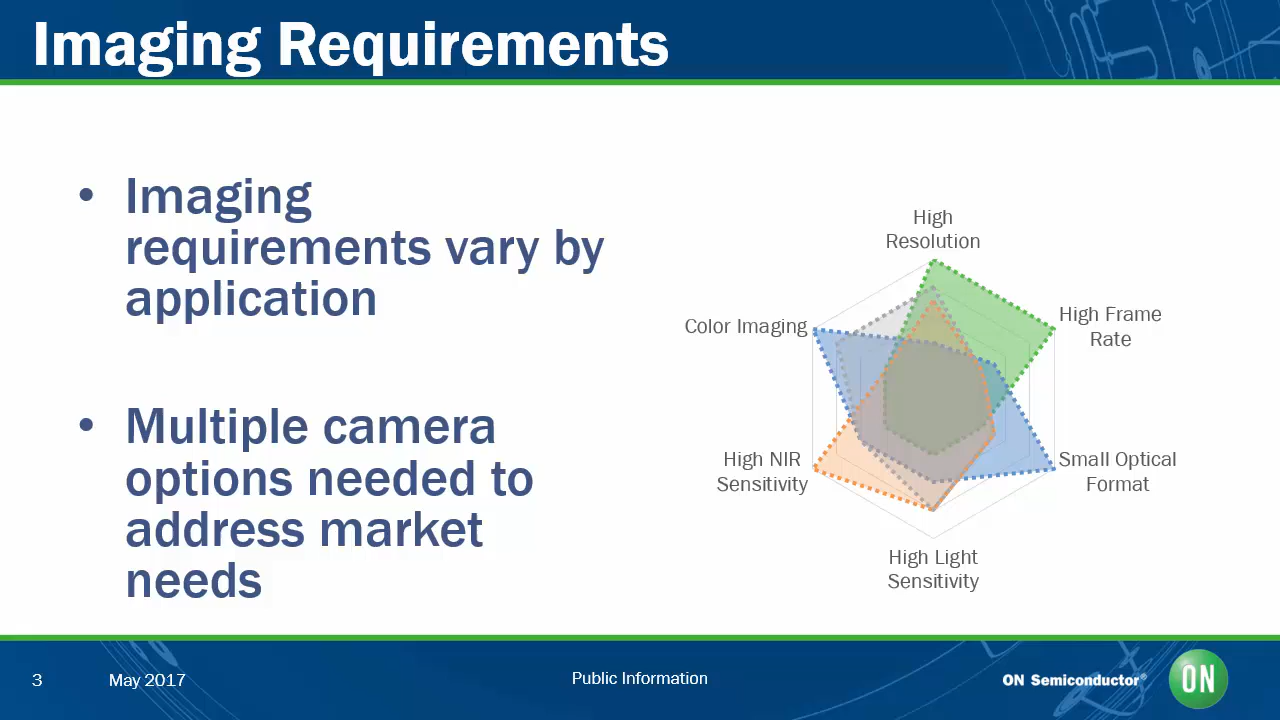 Imaging Requirements
• Imaging
requirements vary by
application
• Multiple camera
options needed to
address market
needs
High
Resolution
High Frame
Rate
Color Imaging
High NIR
Sensitivity
Small Optical
Format
High Light
Sensitivity
3
May 2017
Public Information
ON Semiconductor®
ON